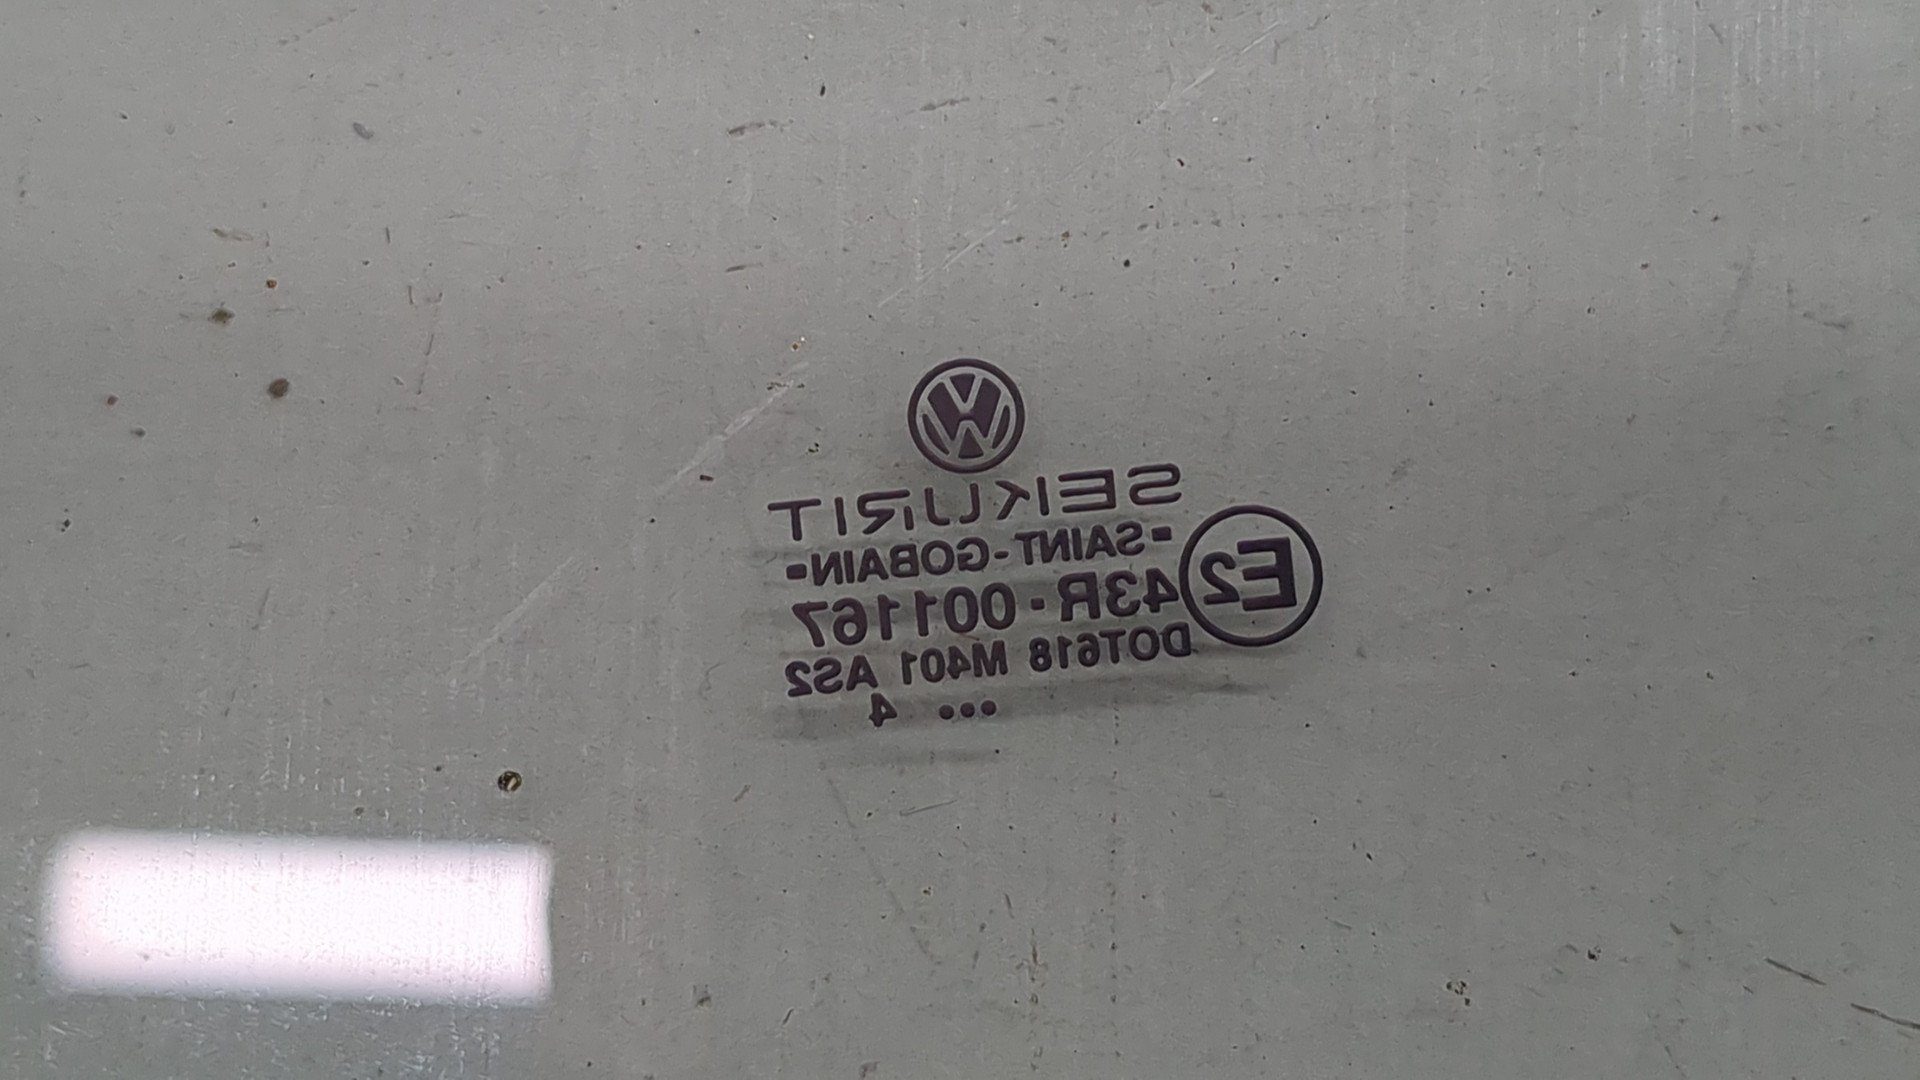 SEKURIT
-SAINT-GOBAIN-
E2 43R-001167
DOT618 M401 AS2
... 4